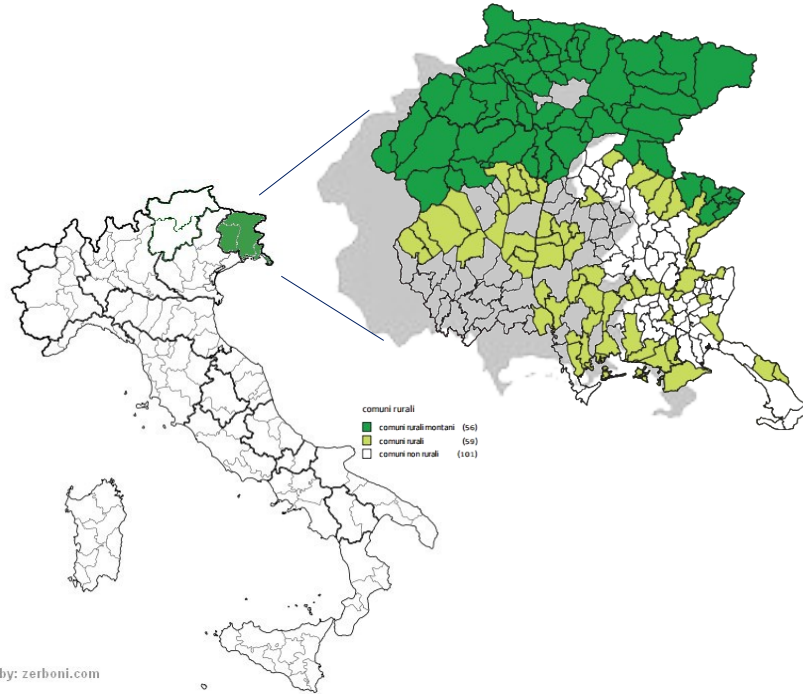 comuni rurali
comuni rurali montani (56)
comuni rurali (59)
comuni non rurali (101)
by: zerboni.com